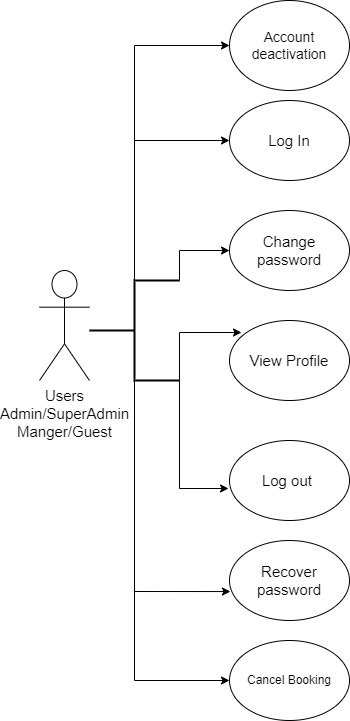 Account
deactivation
Log In
Change
password
View Profile
Log out
Recover
password
Cancel Booking
Users
Admin/SuperAdmin
Manger/Guest